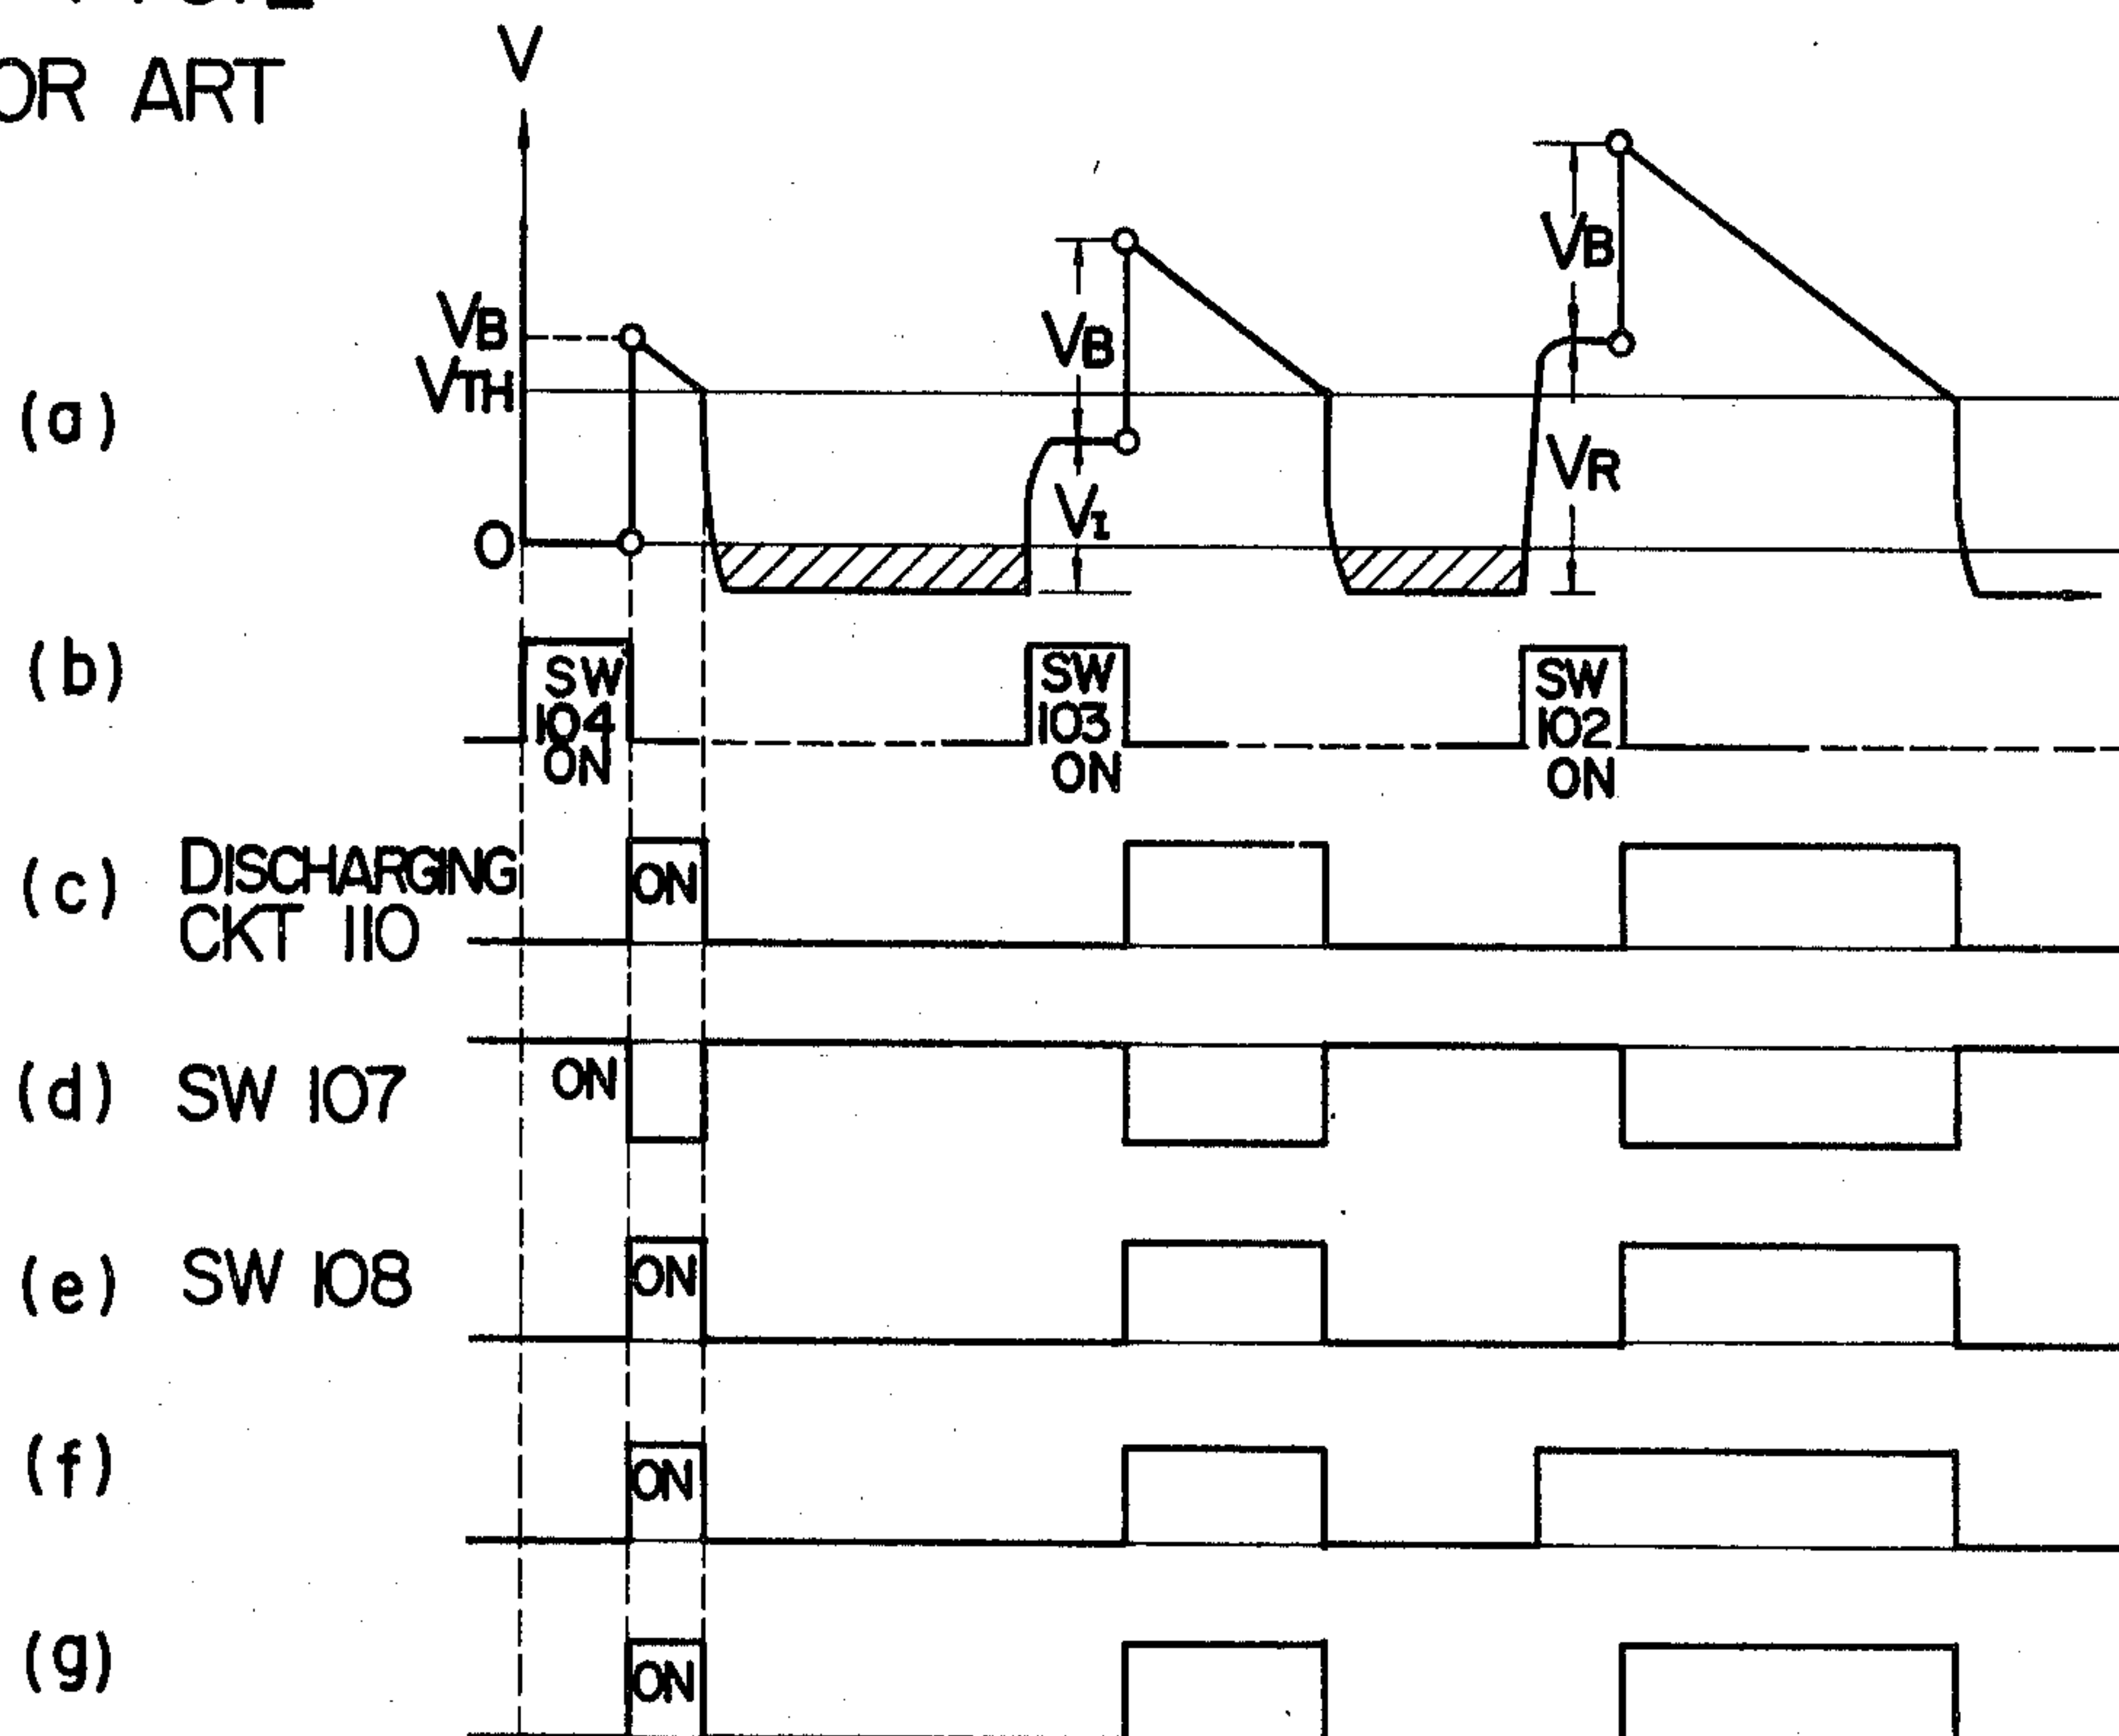 OR ART
V
VB
VTH
(a)
O
VB
VI
VB
VR
(b)
SW
104
ON
SW
103
ON
SW
102
ON
(c) DISCHARGING
CKT 110
ON
(d) SW 107
ON
(e) SW 108
ON
(f)
ON
(g)
ON